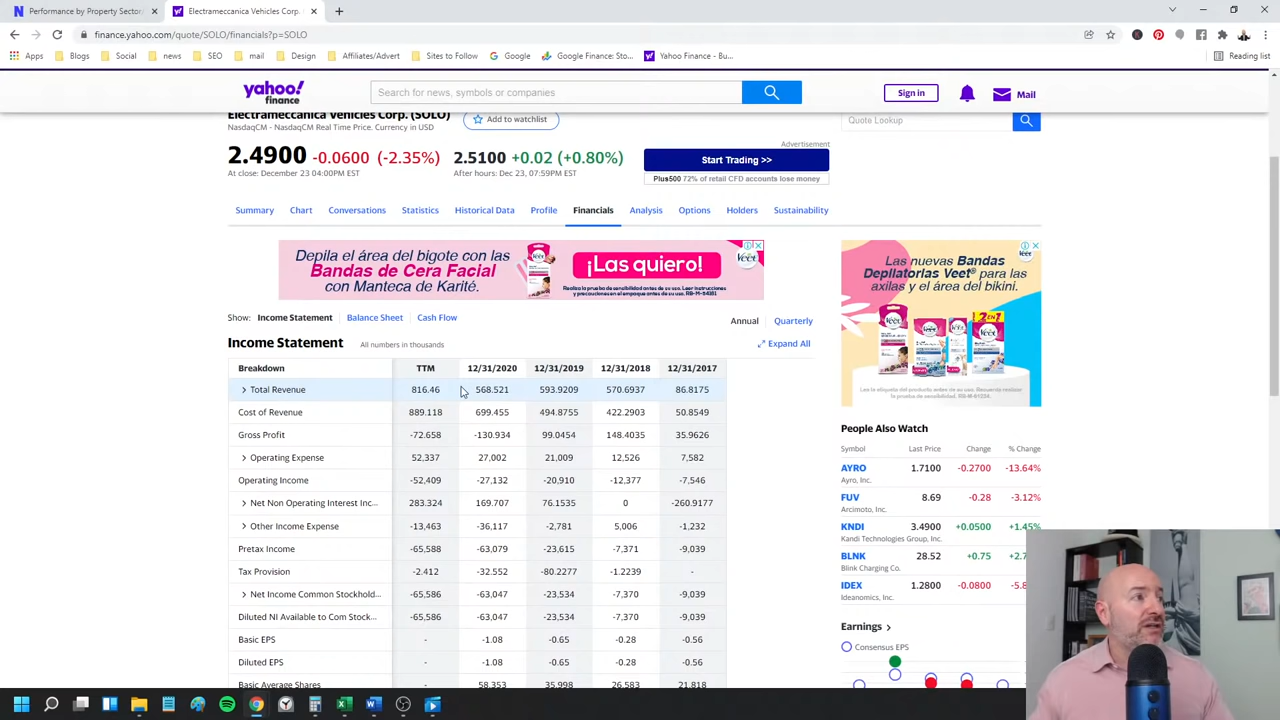 Performance by Property Sector
Electrameccanica Vehicles Corp.
finance.yahoo.com/quote/SOLO/financials?p=SOLO
Apps
Blogs
Social
news
SEO
mail
Design
Affiliates/Advert
Sites to Follow
Google
Google Finance: Sto...
Yahoo Finance - Bu...
Reading list
yahoo!
finance
Search for news, symbols or companies
Sign in
Mail
Electrameccanica Vehicles Corp. (SOLO)
Add to watchlist
Quote Lookup
NasdaqCM - NasdaqCM Real Time Price. Currency in USD
Advertisement
2.4900 -0.0600 (-2.35%)
2.5100 +0.02 (+0.80%)
At close: December 23 04:00PM EST
After hours: Dec 23, 07:59PM EST
Start Trading >>
Plus500 72% of retail CFD accounts lose money
Summary
Chart
Conversations
Statistics
Historical Data
Profile
Financials
Analysis
Options
Holders
Sustainability
Depila el área del bigote con las
Bandas de Cera Facial
con Manteca de Karité.
¡Las quiero!
Veet
Las nuevas Bandas
Depilatorias Veet® para las
axilas y el área del bikini.
Veet
Show: Income Statement Balance Sheet Cash Flow
Annual Quarterly
Income Statement All numbers in thousands
Expand All
Breakdown TTM 12/31/2020 12/31/2019 12/31/2018 12/31/2017
Total Revenue 816.46 568.521 593.9209 570.6937 86.8175
Cost of Revenue 889.118 699.455 494.8755 422.2903 50.8549
Gross Profit -72.658 -130.934 99.0454 148.4035 35.9626
Operating Expense 52,337 27,002 21,009 12,526 7,582
Operating Income -52,409 -27,132 -20,910 -12,377 -7,546
Net Non Operating Interest Inc... 283.324 169.707 76.1535 0 -260.9177
Other Income Expense -13,463 -36,117 -2,781 5,006 -1,232
Pretax Income -65,588 -63,079 -23,615 -7,371 -9,039
Tax Provision -2.412 -32.552 -80.2277 -1.2239 -
Net Income Common Stockhold... -65,586 -63,047 -23,534 -7,370 -9,039
Diluted NI Available to Com Stock... -65,586 -63,047 -23,534 -7,370 -9,039
Basic EPS - -1.08 -0.65 -0.28 -0.56
Diluted EPS - -1.08 -0.65 -0.28 -0.56
Basic Average Shares - 58,353 35,998 26,583 21,818
People Also Watch
Symbol Last Price Change % Change
AYRO 1.7100 -0.2700 -13.64%
Ayro, Inc.
FUV 8.69 -0.28 -3.12%
Arcimoto, Inc.
KNDI 3.4900 +0.0500 +1.45%
Kandi Technologies Group, Inc.
BLNK 28.52 +0.75
Blink Charging Co.
IDEX 1.2800 -0.0800
Ideanomics, Inc.
Earnings
Consensus EPS